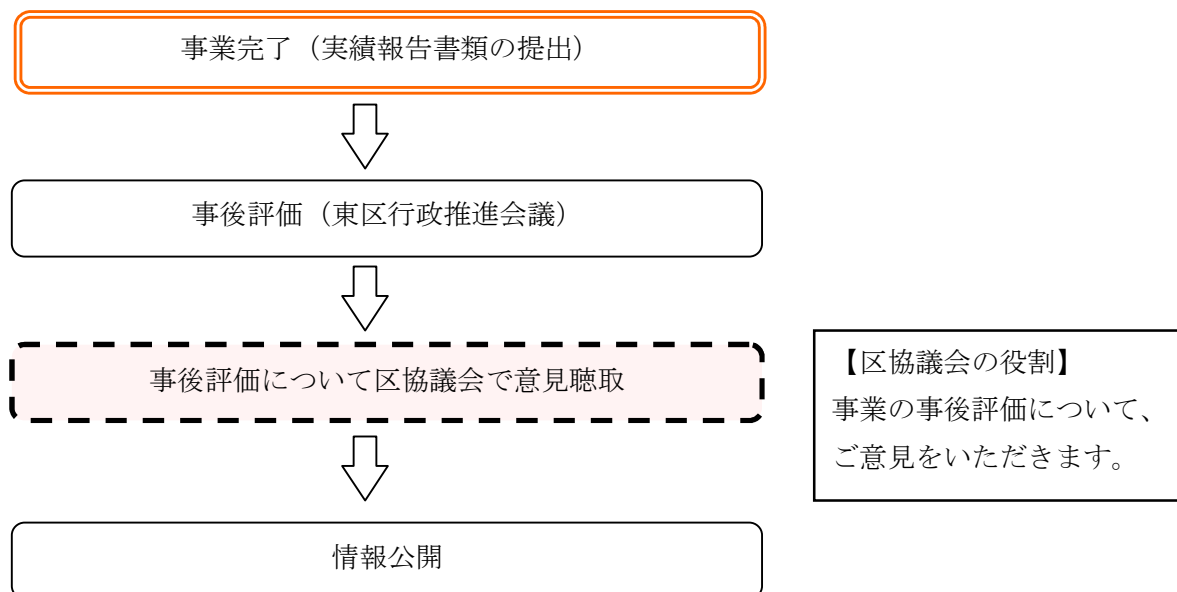 事業完了（実績報告書類の提出）
事後評価（東区行政推進会議）
事後評価について区協議会で意見聴取
【区協議会の役割】
事業の事後評価について、
ご意見をいただきます。
情報公開